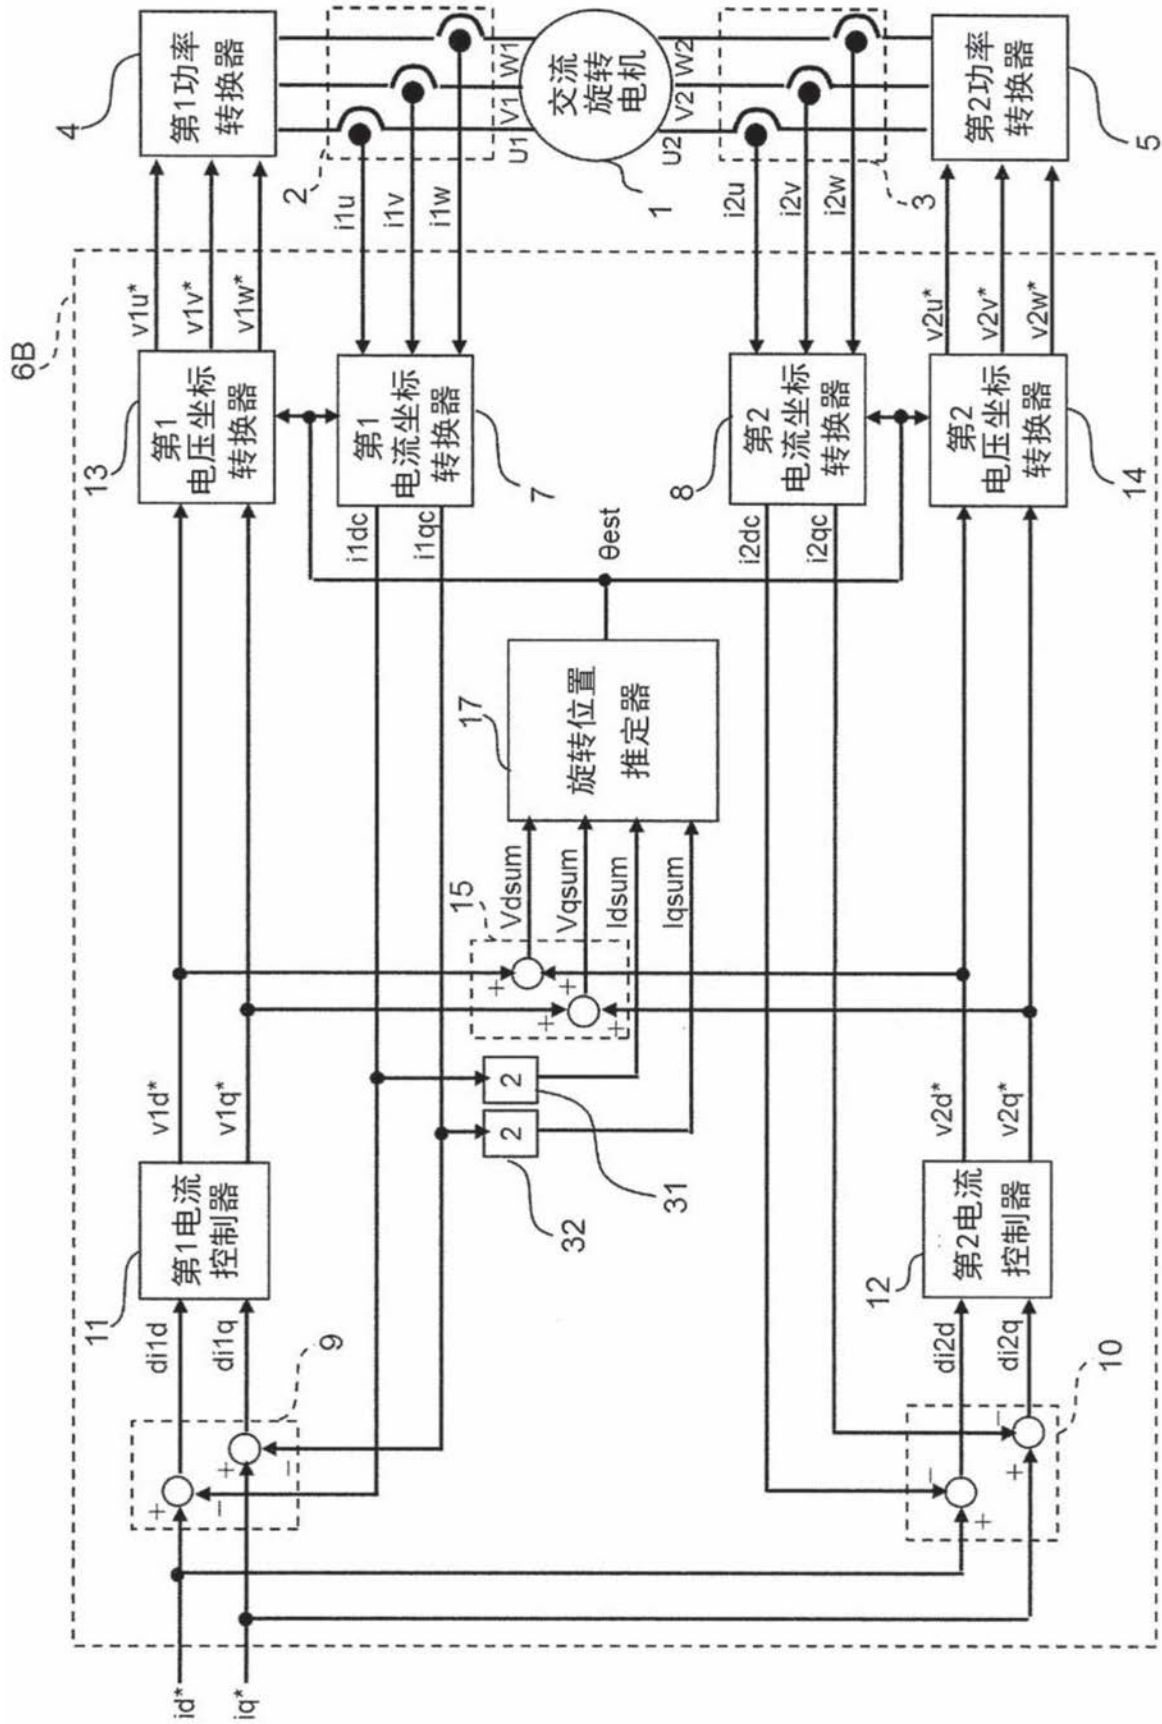 6B
id*
iq*
9
+
−
+
−
di1d
di1q
11
第1电流
控制器
v1d*
v1q*
13
第1
电压坐标
转换器
v1u*
v1v*
v1w*
4
第1功率
转换器
2
i1u
i1v
i1w
U1
V1
W1
7
第1
电流坐标
转换器
i1dc
i1qc
32
2
31
2
15
+
+
+
+
Vdsum
Vqsum
Idsum
Iqsum
17
旋转位置
推定器
θest
1
交流
旋转
电机
U2
V2
W2
3
i2u
i2v
i2w
8
第2
电流坐标
转换器
i2dc
i2qc
10
−
+
−
+
di2d
di2q
12
第2电流
控制器
v2d*
v2q*
14
第2
电压坐标
转换器
v2u*
v2v*
v2w*
5
第2功率
转换器